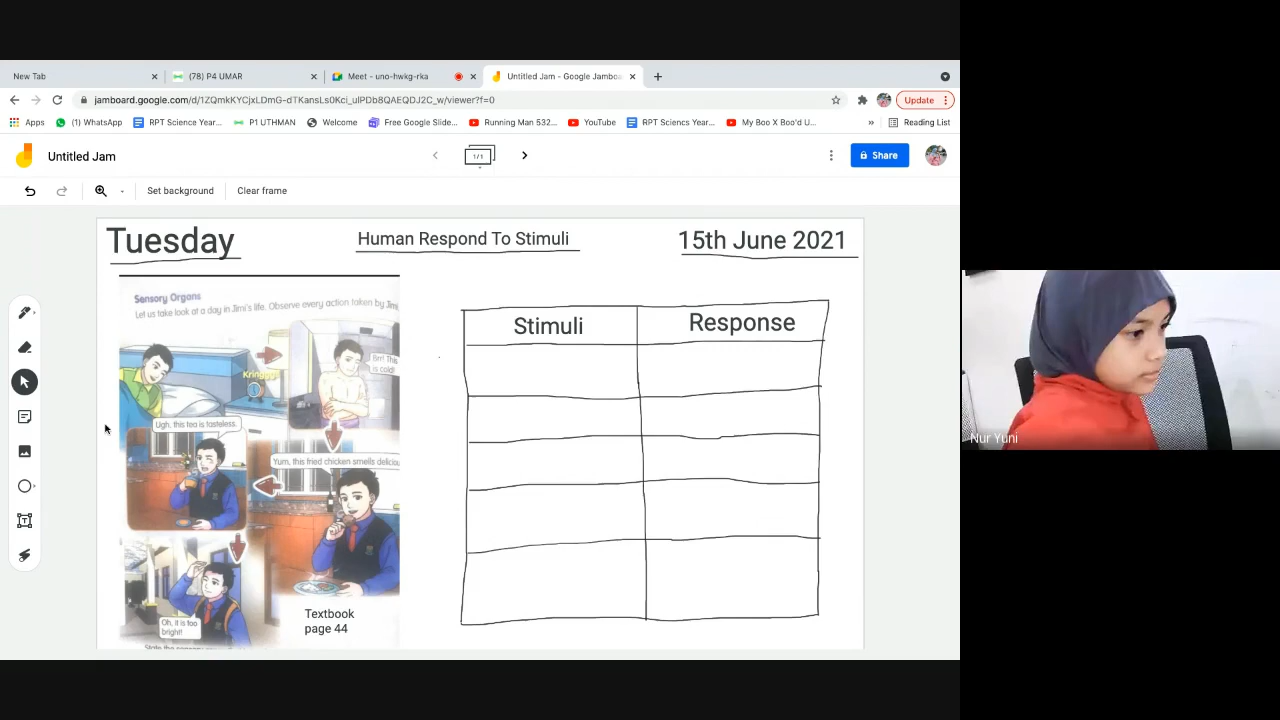 New Tab
(78) P4 UMAR
Meet - uno-hwkg-rka
Untitled Jam - Google Jamboa
jamboard.google.com/d/1ZQmkKYCjxLDmG-dTKansLs0Kci_ulPDb8QAEQDJ2C_w/viewer?f=0
Update
Apps
(1) WhatsApp
RPT Science Year...
P1 UTHMAN
Welcome
Free Google Slide...
Running Man 532...
YouTube
RPT Sciencs Year...
My Boo X Boo'd U...
»
Reading List
Untitled Jam
1/1
Share
Set background
Clear frame
Tuesday
Human Respond To Stimuli
15th June 2021
Sensory Organs
Let us take look at a day in Jimi's life. Observe every action taken by Jimi
Kringgg
Brr! This
is cold!
Ugh, this tea is tasteless.
Yum, this fried chicken smells deliciou
Oh, it is too
bright!
Textbook
page 44
Stimuli
Response
Nur Yuni